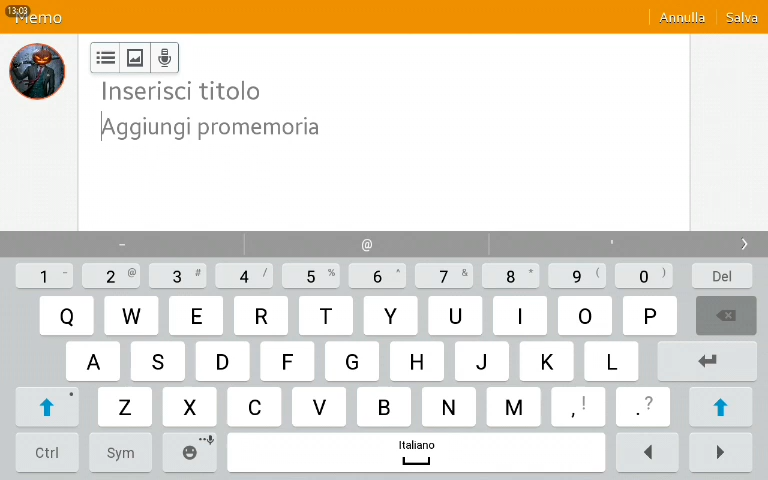 13:03
Memo Annulla Salva
Inserisci titolo
Aggiungi promemoria
- @ '
1 - 2 @ 3 # 4 / 5 % 6 ^ 7 & 8 * 9 ( 0 ) Del
Q W E R T Y U I O P
A S D F G H J K L
Z X C V B N M , ! . ?
Ctrl Sym Italiano